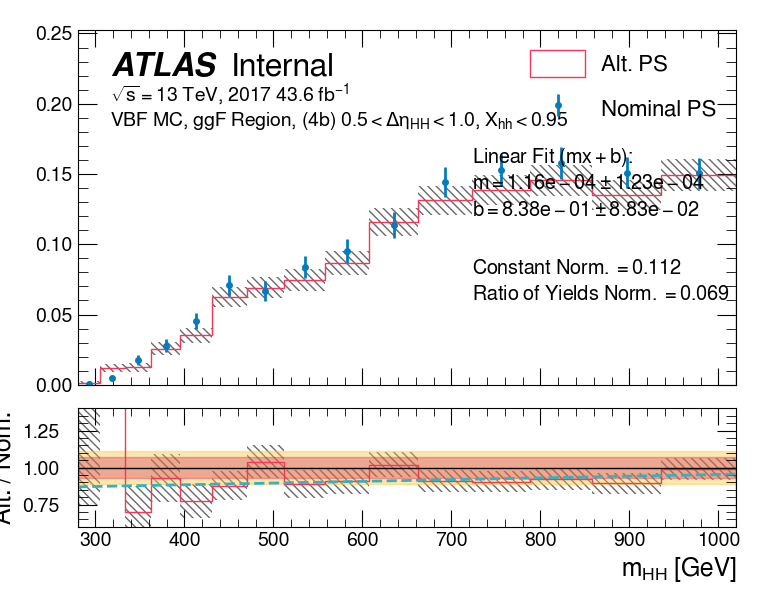 ATLAS Internal
√s = 13 TeV, 2017 43.6 fb⁻¹
VBF MC, ggF Region, (4b) 0.5 < Δη_HH < 1.0, X_hh < 0.95
Alt. PS
Nominal PS
Linear Fit (mx + b):
m = 1.16e − 04 ± 1.23e − 04
b = 8.38e − 01 ± 8.83e − 02
Constant Norm. = 0.112
Ratio of Yields Norm. = 0.069
0.25
0.20
0.15
0.10
0.05
0.00
Alt. / Nom.
1.25
1.00
0.75
300 400 500 600 700 800 900 1000
m_HH [GeV]